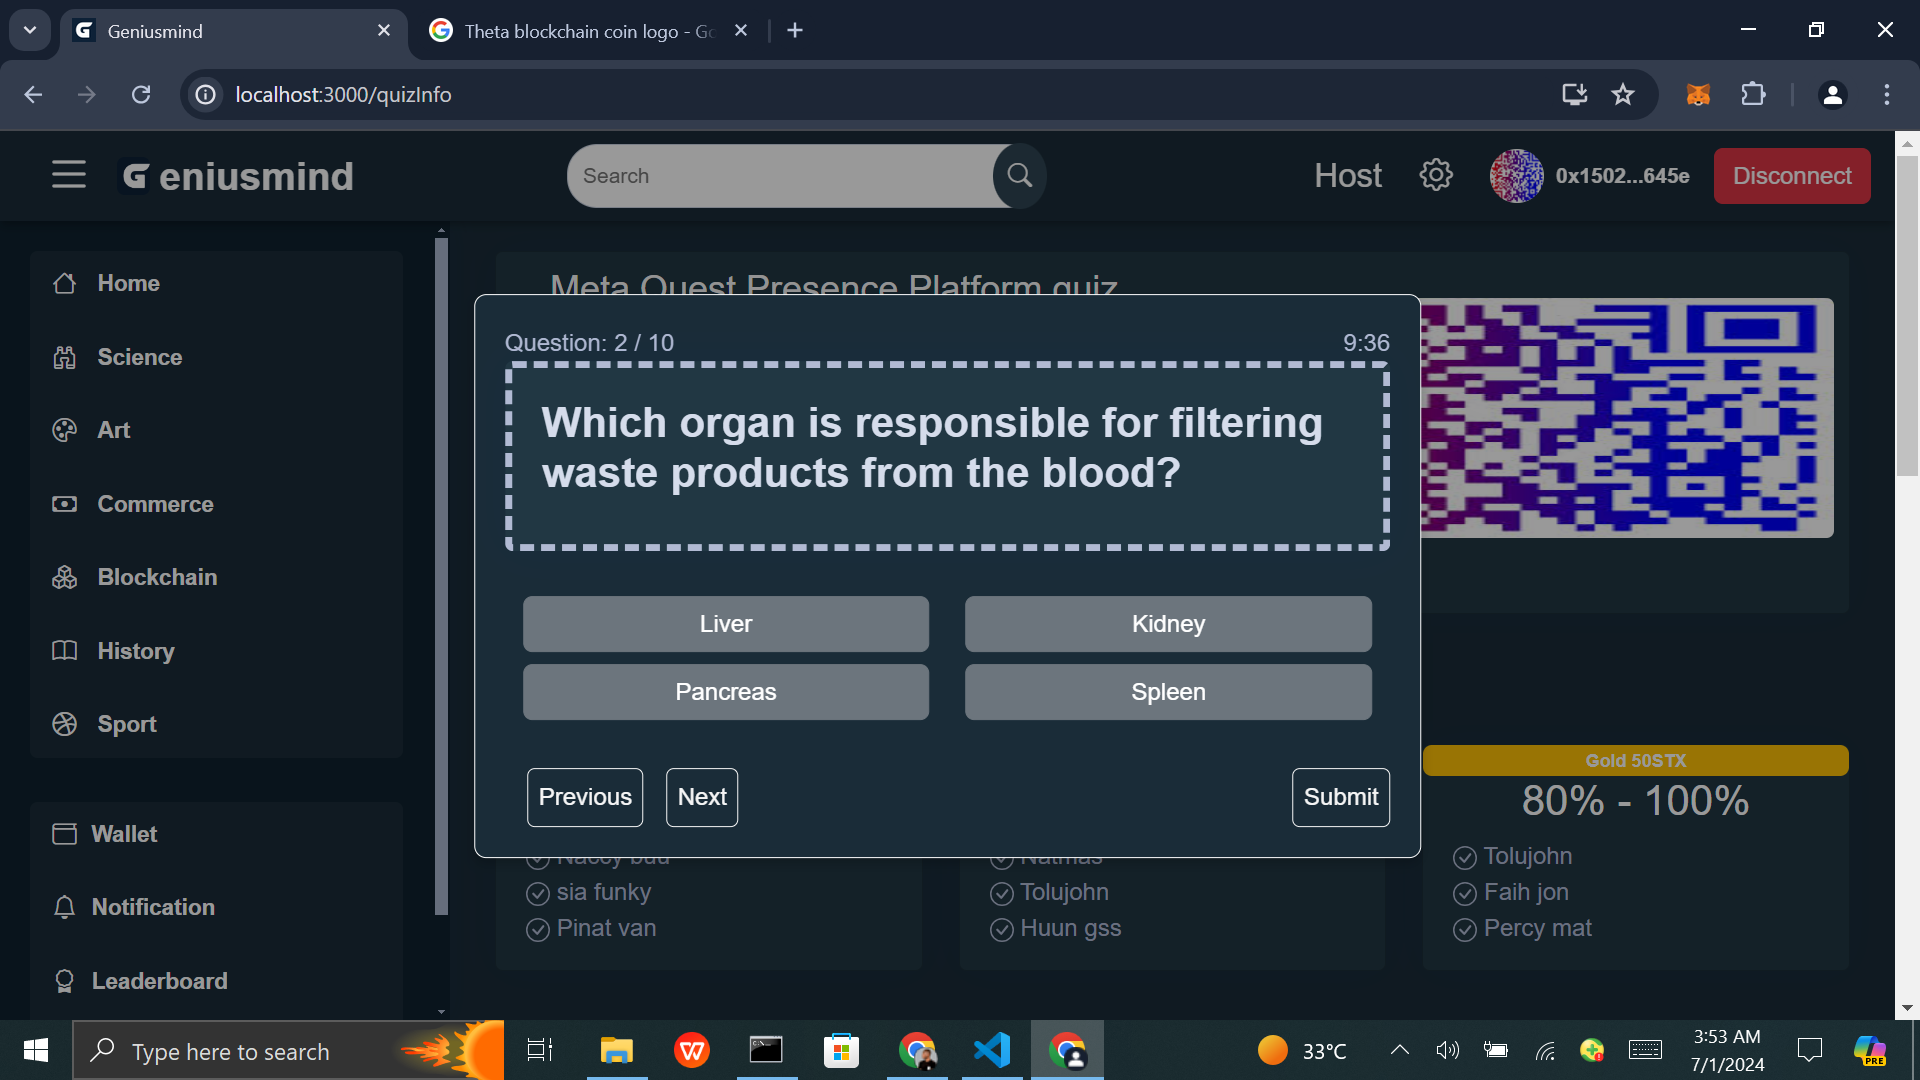 Geniusmind
Theta blockchain coin logo - Go
localhost:3000/quizInfo
Geniusmind
Search
Host
0x1502...645e
Disconnect
Home
Science
Art
Commerce
Blockchain
History
Sport
Wallet
Notification
Leaderboard
Meta Quest Presence Platform quiz
Question: 2 / 10
9:36
Which organ is responsible for filtering
waste products from the blood?
Liver
Kidney
Pancreas
Spleen
Previous
Next
Submit
sia funky
Pinat van
Natmas
Tolujohn
Huun gss
Gold 50STX
80% - 100%
Tolujohn
Faih jon
Percy mat
Type here to search
33°C
3:53 AM
7/1/2024
PRE